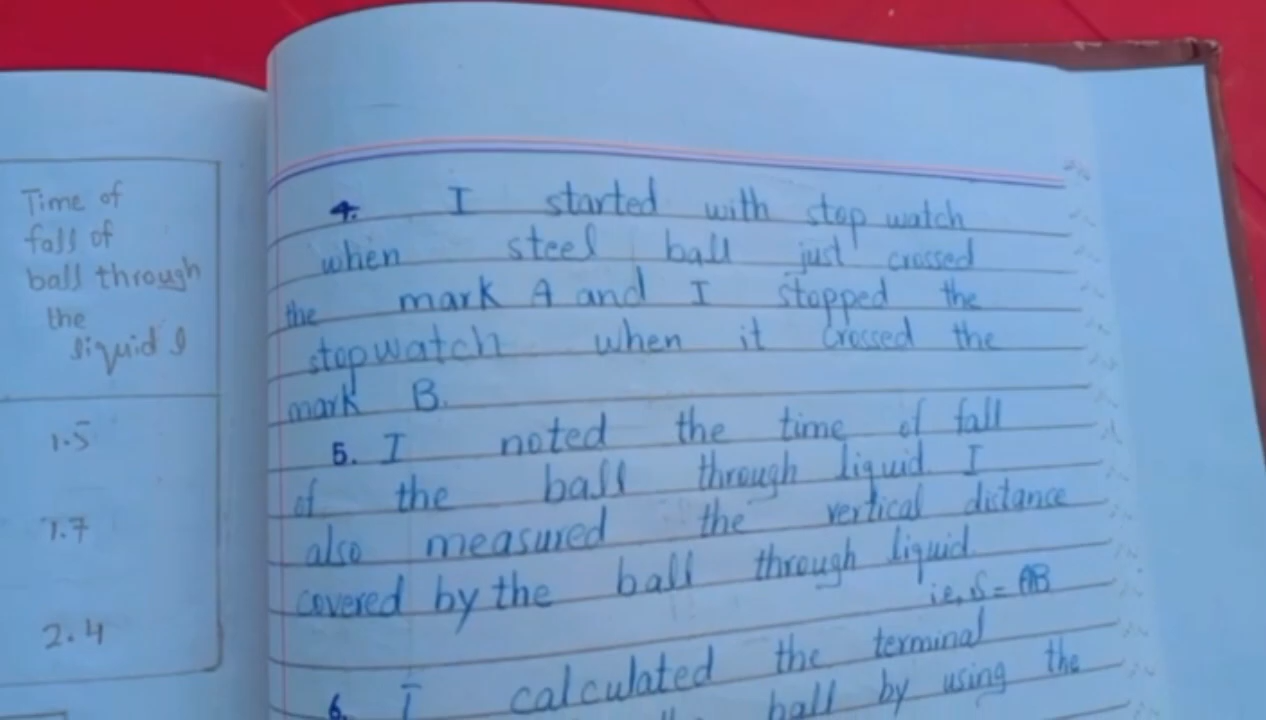 Time of
fall of
ball through
the
liquid
1.5
1.7
2.4
4. I started with stop watch
when steel ball just crossed
the mark A and I stopped the
stopwatch when it crossed the
mark B.
5. I noted the time of fall
of the ball through liquid. I
also measured the vertical distance
covered by the ball through liquid.
i.e, S = AB
6. I calculated the terminal
ball by using the